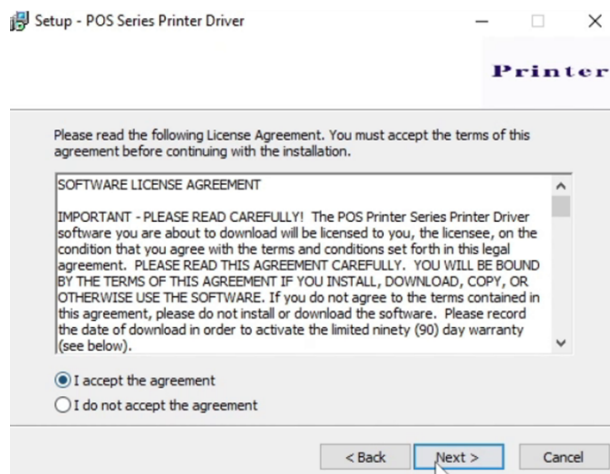 Setup - POS Series Printer Driver
Printer
Please read the following License Agreement. You must accept the terms of this
agreement before continuing with the installation.
SOFTWARE LICENSE AGREEMENT
IMPORTANT - PLEASE READ CAREFULLY! The POS Printer Series Printer Driver
software you are about to download will be licensed to you, the licensee, on the
condition that you agree with the terms and conditions set forth in this legal
agreement. PLEASE READ THIS AGREEMENT CAREFULLY. YOU WILL BE BOUND
BY THE TERMS OF THIS AGREEMENT IF YOU INSTALL, DOWNLOAD, COPY, OR
OTHERWISE USE THE SOFTWARE. If you do not agree to the terms contained in
this agreement, please do not install or download the software. Please record
the date of download in order to activate the limited ninety (90) day warranty
(see below).
I accept the agreement
I do not accept the agreement
< Back Next > Cancel